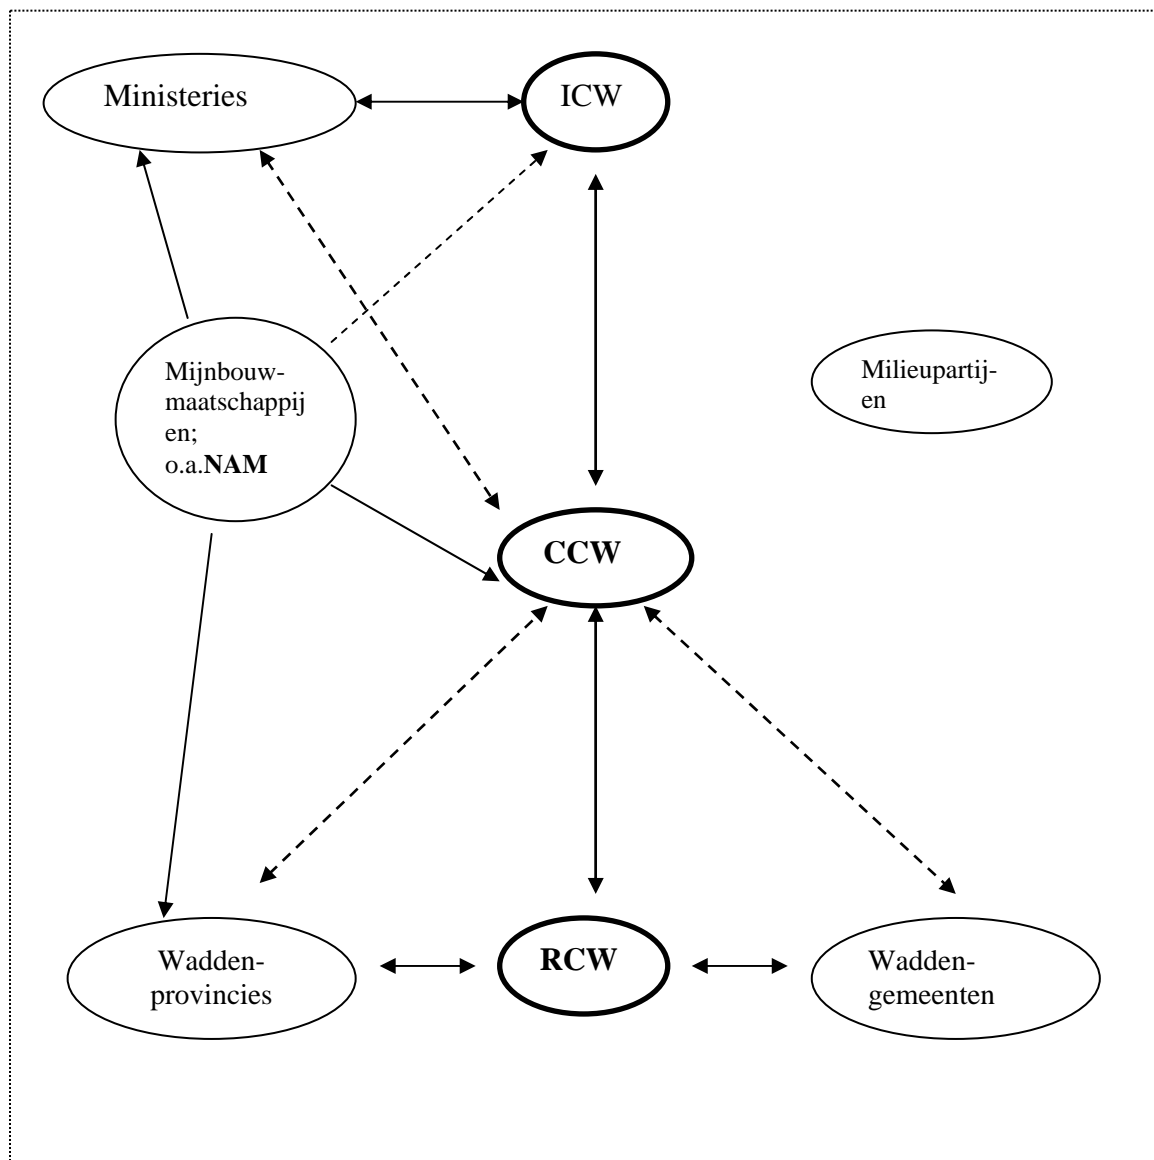 Ministeries
ICW
Mijnbouw-
maatschappij
en;
o.a.NAM
Milieupartij-
en
CCW
Wadden-
provincies
RCW
Wadden-
gemeenten